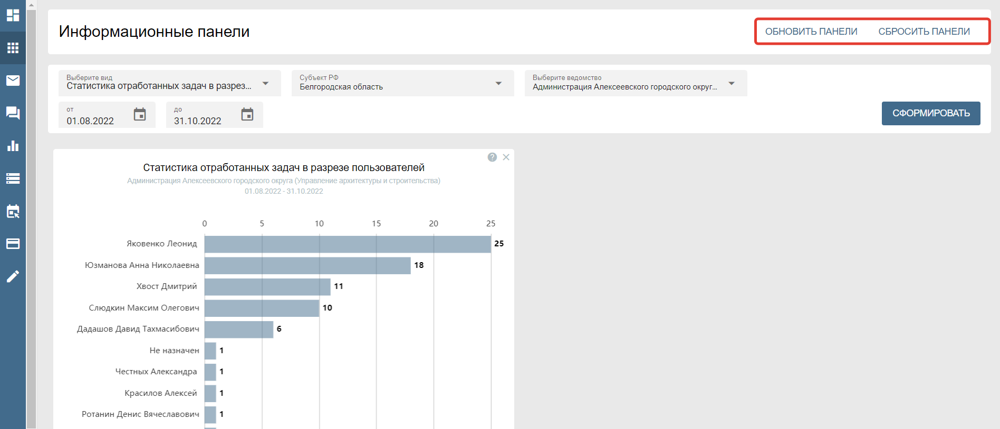 Информационные панели
ОБНОВИТЬ ПАНЕЛИ СБРОСИТЬ ПАНЕЛИ
Выберите вид
Статистика отработанных задач в разрез...
Субъект РФ
Белгородская область
Выберите ведомство
Администрация Алексеевского городского округ...
от
01.08.2022
до
31.10.2022
СФОРМИРОВАТЬ
?
Статистика отработанных задач в разрезе пользователей
Администрация Алексеевского городского округа (Управление архитектуры и строительства)
01.08.2022 - 31.10.2022
0 5 10 15 20 25
Яковенко Леонид 25
Юзманова Анна Николаевна 18
Хвост Дмитрий 11
Слюдкин Максим Олегович 10
Дадашов Давид Тахмасибович 6
Не назначен 1
Честных Александра 1
Красилов Алексей 1
Ротанин Денис Вячеславович 1